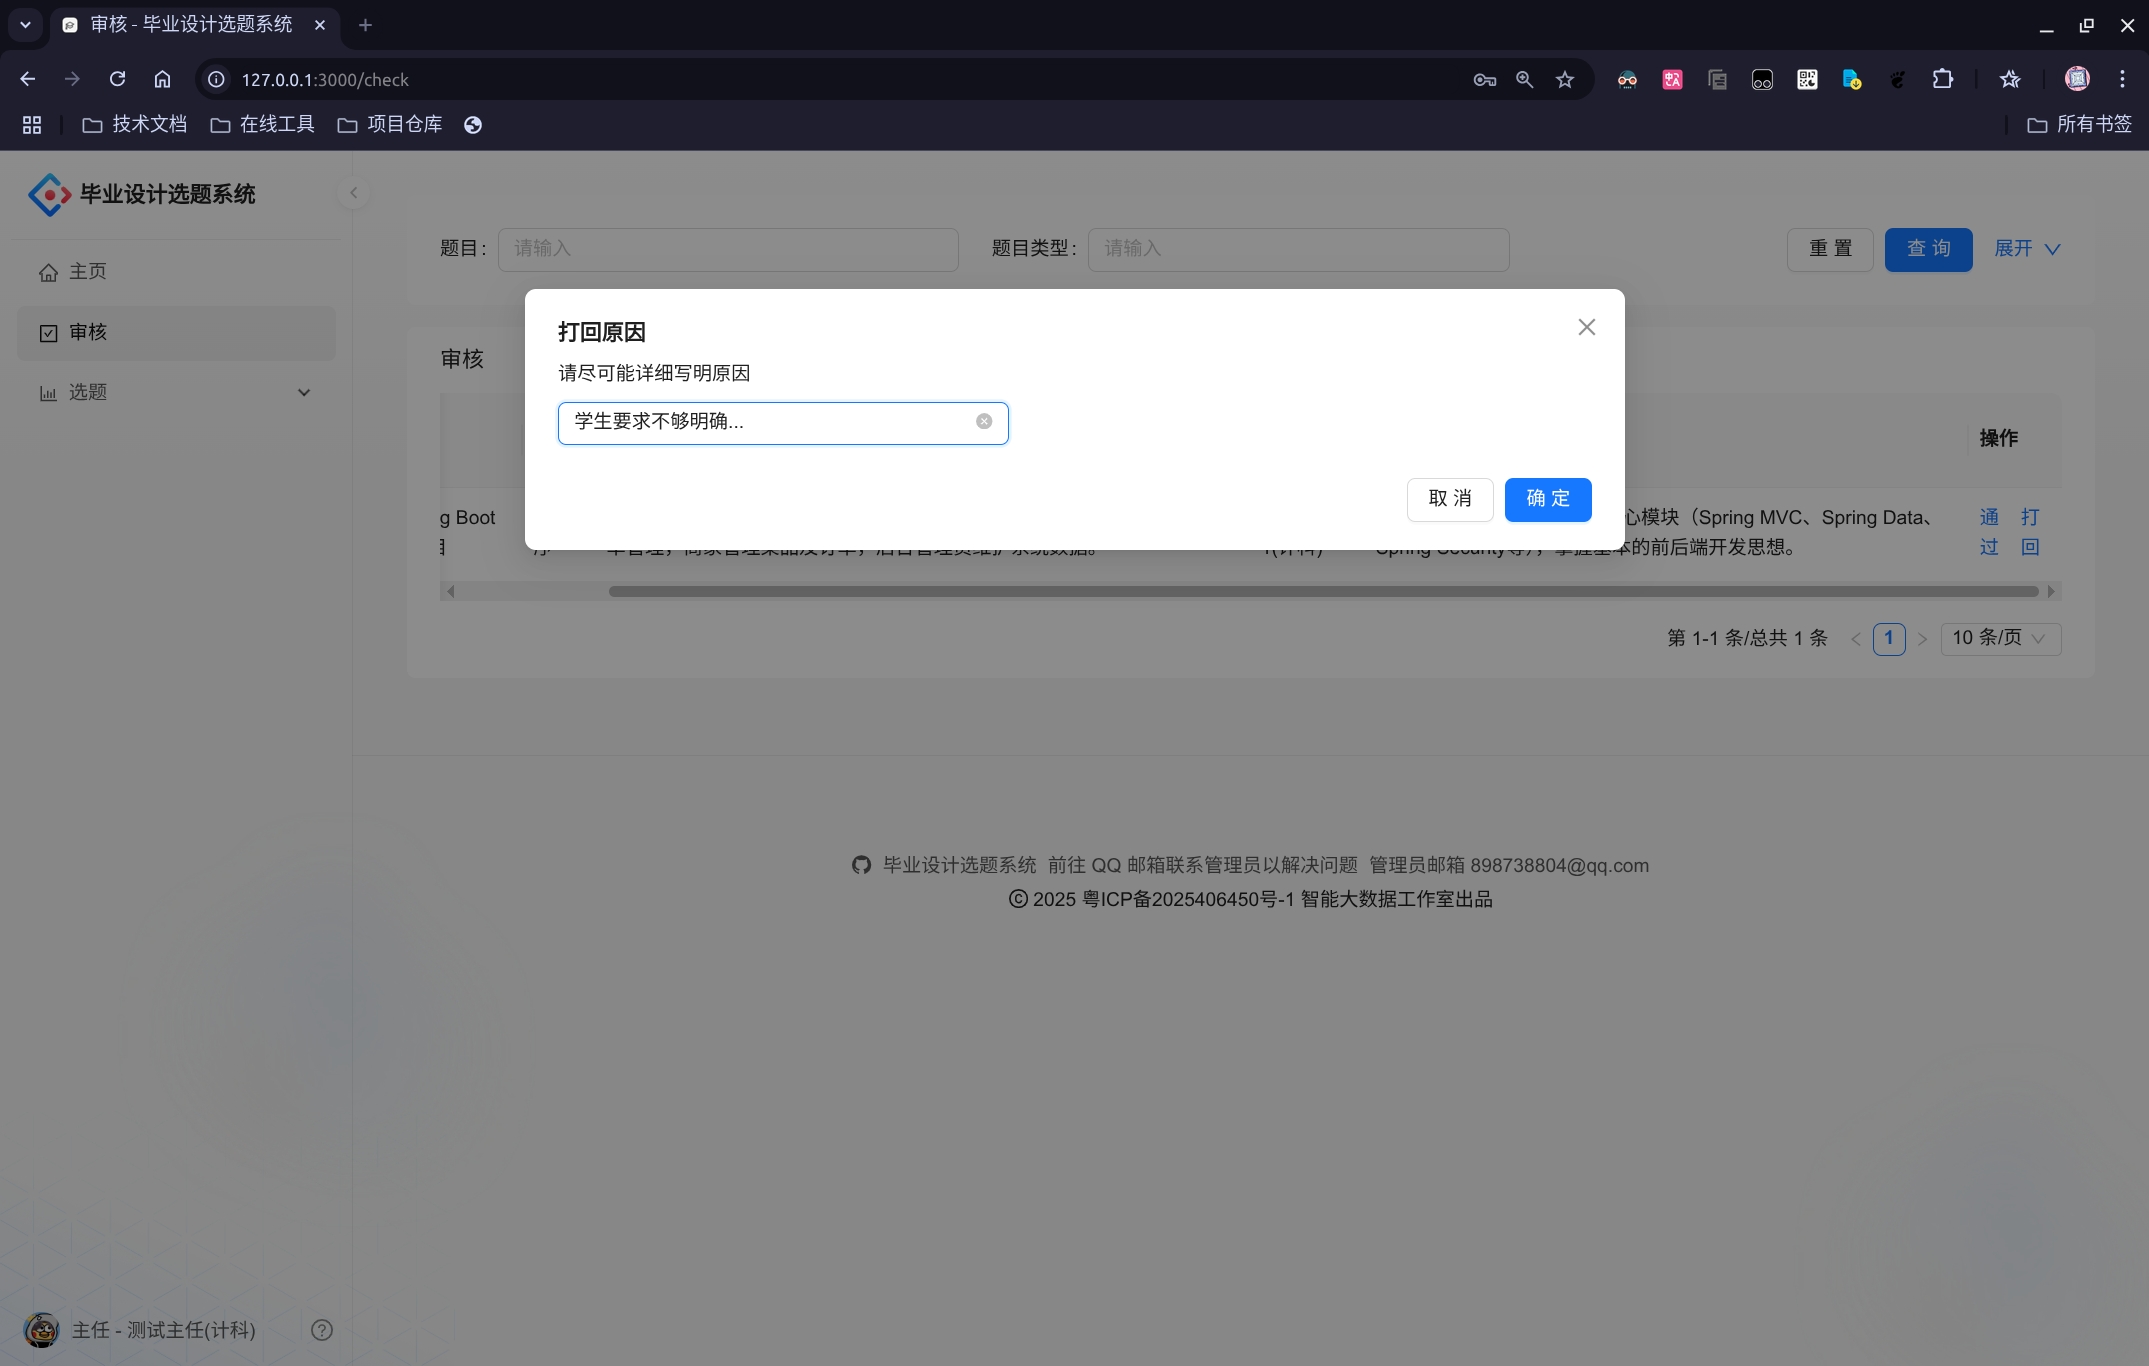 审核 - 毕业设计选题系统
127.0.0.1:3000/check
技术文档 在线工具 项目仓库 所有书签
毕业设计选题系统
主页
审核
选题
题目: 请输入 题目类型: 请输入 重 置 查 询 展开
审核
打回原因
请尽可能详细写明原因
学生要求不够明确...
取 消 确 定
操作
g Boot
心模块（Spring MVC、Spring Data、
通过 打回
本的前后端开发思想。
第 1-1 条/总共 1 条 1 10 条/页
毕业设计选题系统 前往 QQ 邮箱联系管理员以解决问题 管理员邮箱 898738804@qq.com
© 2025 粤ICP备2025406450号-1 智能大数据工作室出品
主任 - 测试主任(计科)